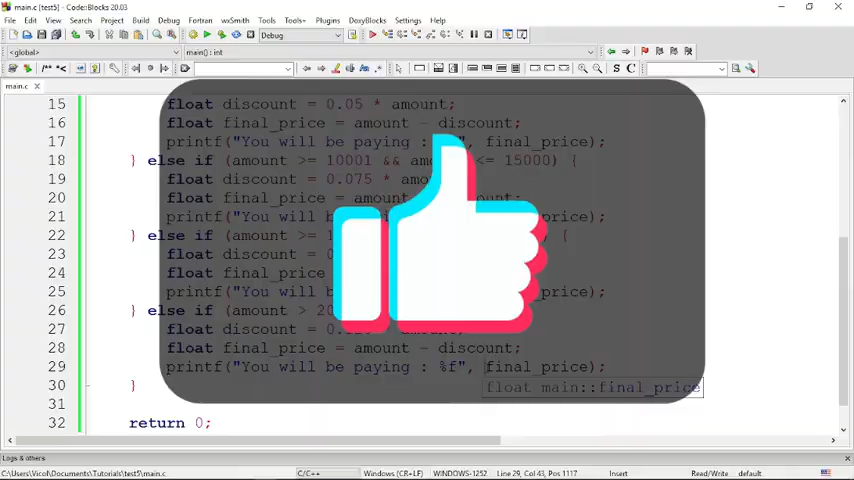 main.c [test5] - Code::Blocks 20.03
File Edit View Search Project Build Debug Fortran wxSmith Tools Tools+ Plugins DoxyBlocks Settings Help
Debug
<global> main() : int
/** *< S C
main.c
15 float discount = 0.05 * amount;
16 float final_price = amount - discount;
17 printf("You will be paying : ", final_price);
18 } else if (amount >= 10001 && am <= 15000) {
19 float discount = 0.075 * am
20 float final_price = am unt;
21 printf("You will b price);
22 } else if (amount >= 1 {
23 float discount = 0.
24 float final_price
25 printf("You will b price);
26 } else if (amount > 20
27 float discount = 0. amount;
28 float final_price = amount - discount;
29 printf("You will be paying : %f", final_price);
float main::final_price
30 }
31
32 return 0;
Logs & others
C:\Users\Vicol\Documents\Tutorials\test5\main.c C/C++ Windows (CR+LF) WINDOWS-1252 Line 29, Col 43, Pos 1117 Insert Read/Write default